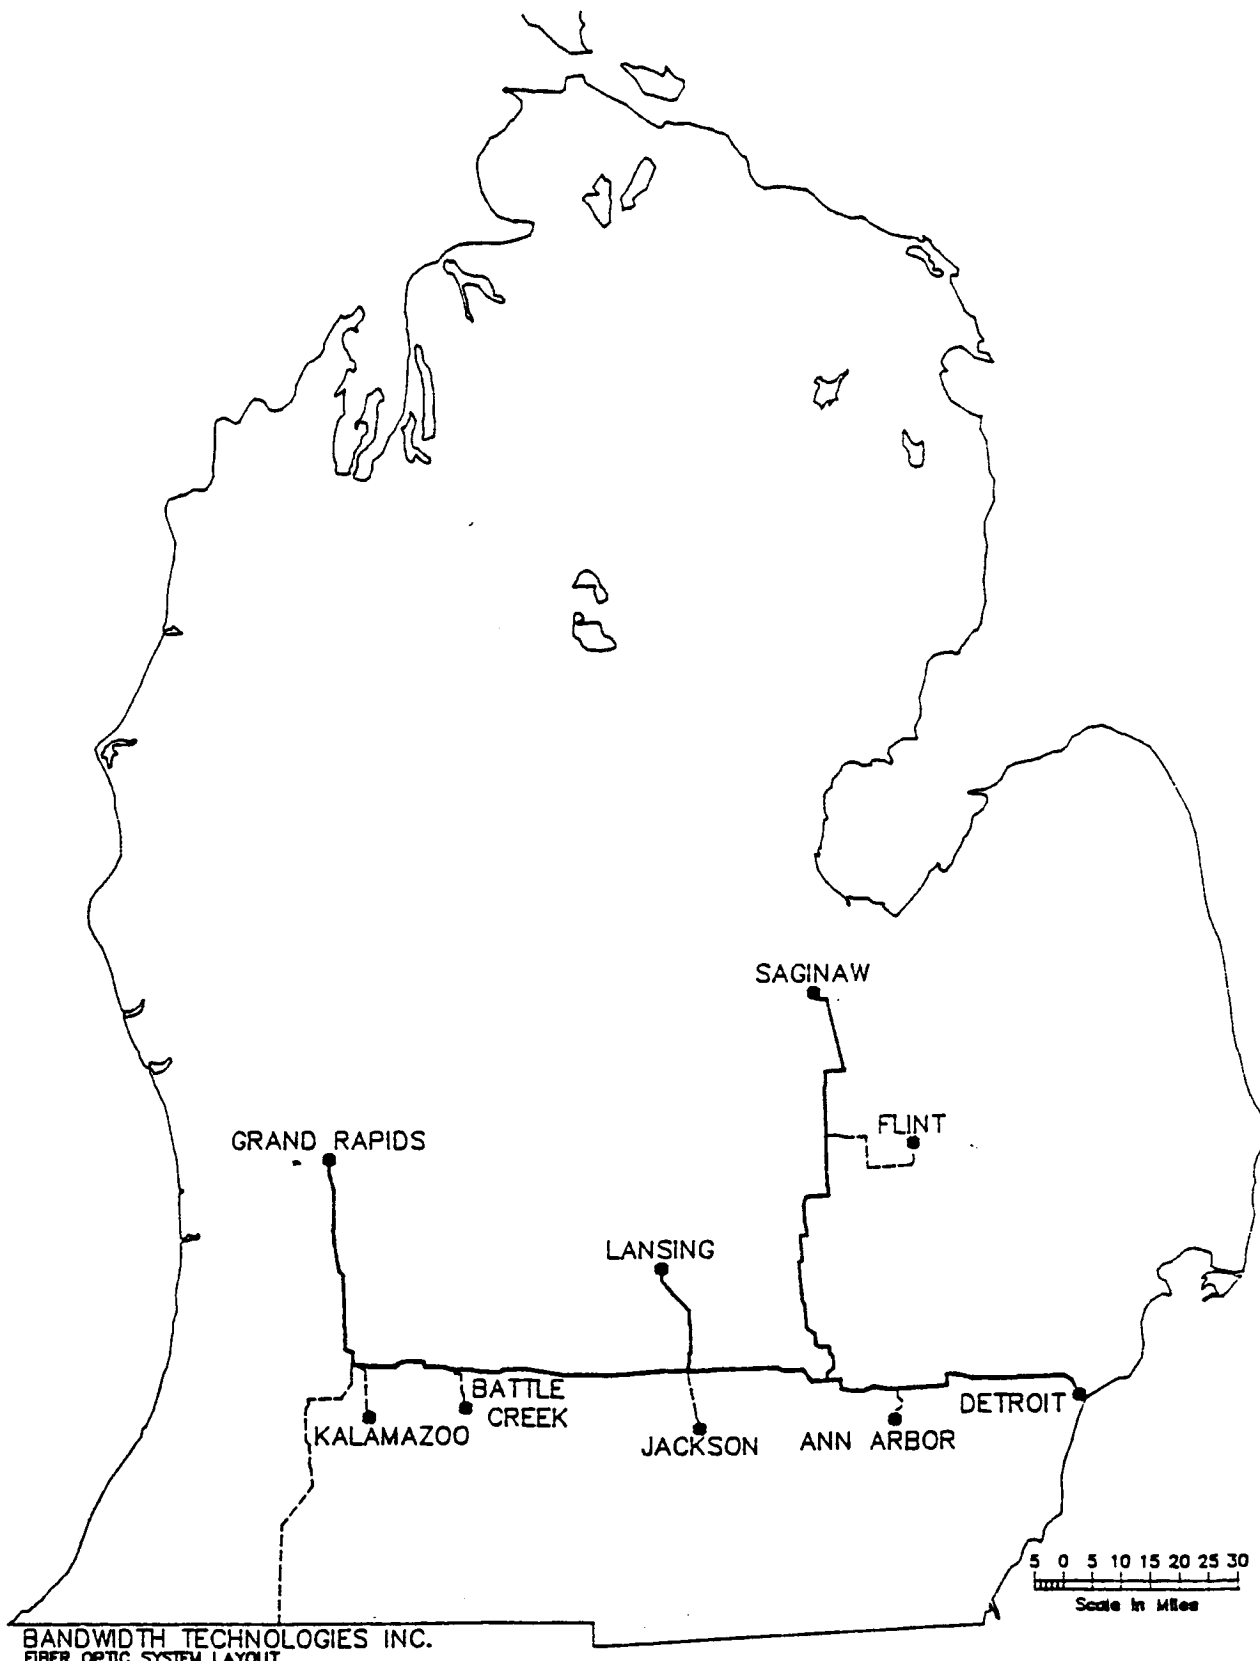 SAGINAW
FLINT
GRAND RAPIDS
LANSING
BATTLE
CREEK
DETROIT
KALAMAZOO
JACKSON
ANN ARBOR
5 0 5 10 15 20 25 30
Scale in Miles
BANDWIDTH TECHNOLOGIES INC.
FIBER OPTIC SYSTEM LAYOUT